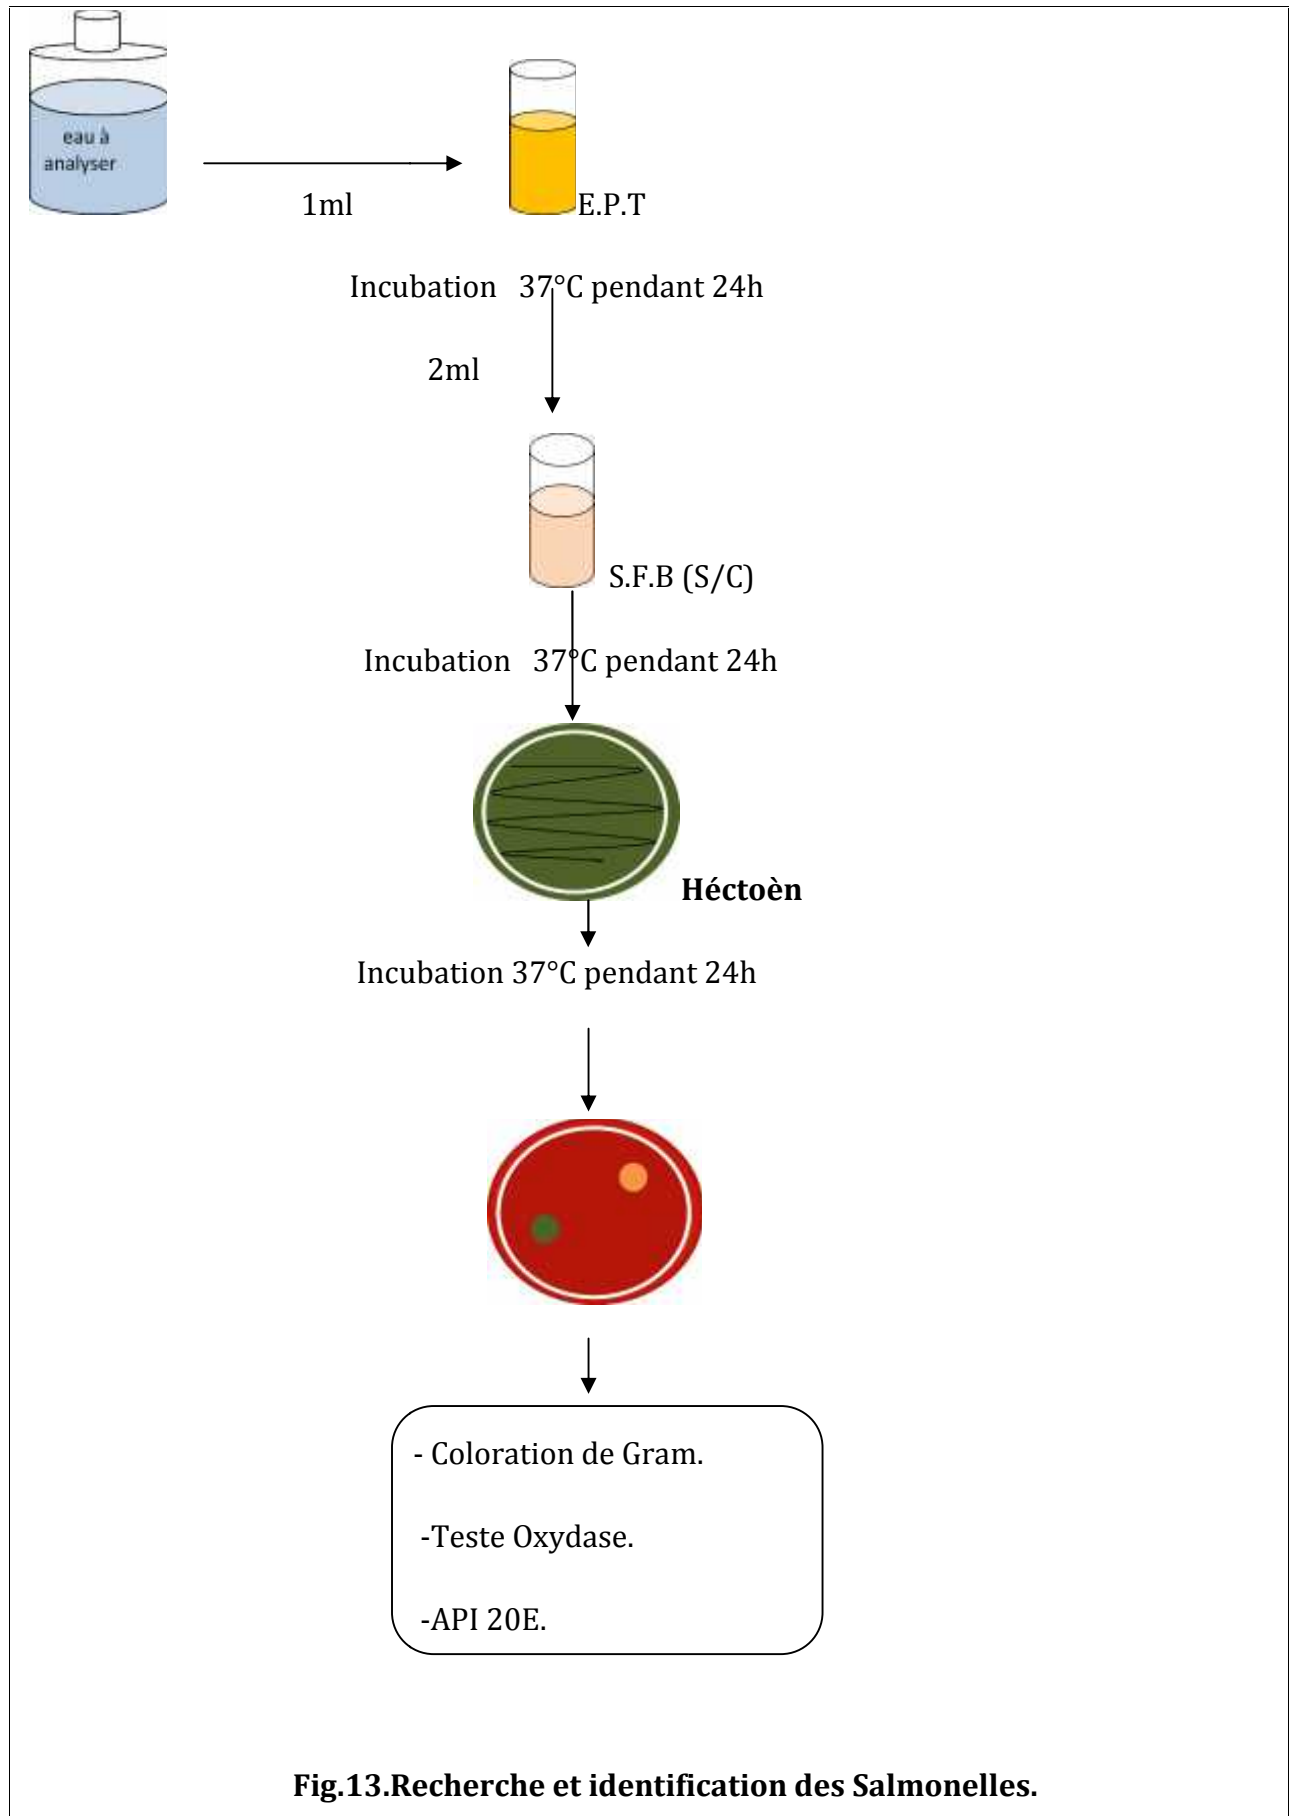 eau à
analyser
1ml
E.P.T
Incubation 37°C pendant 24h
2ml
S.F.B (S/C)
Incubation 37°C pendant 24h
Héctoèn
Incubation 37°C pendant 24h
- Coloration de Gram.
-Teste Oxydase.
-API 20E.
Fig.13.Recherche et identification des Salmonelles.